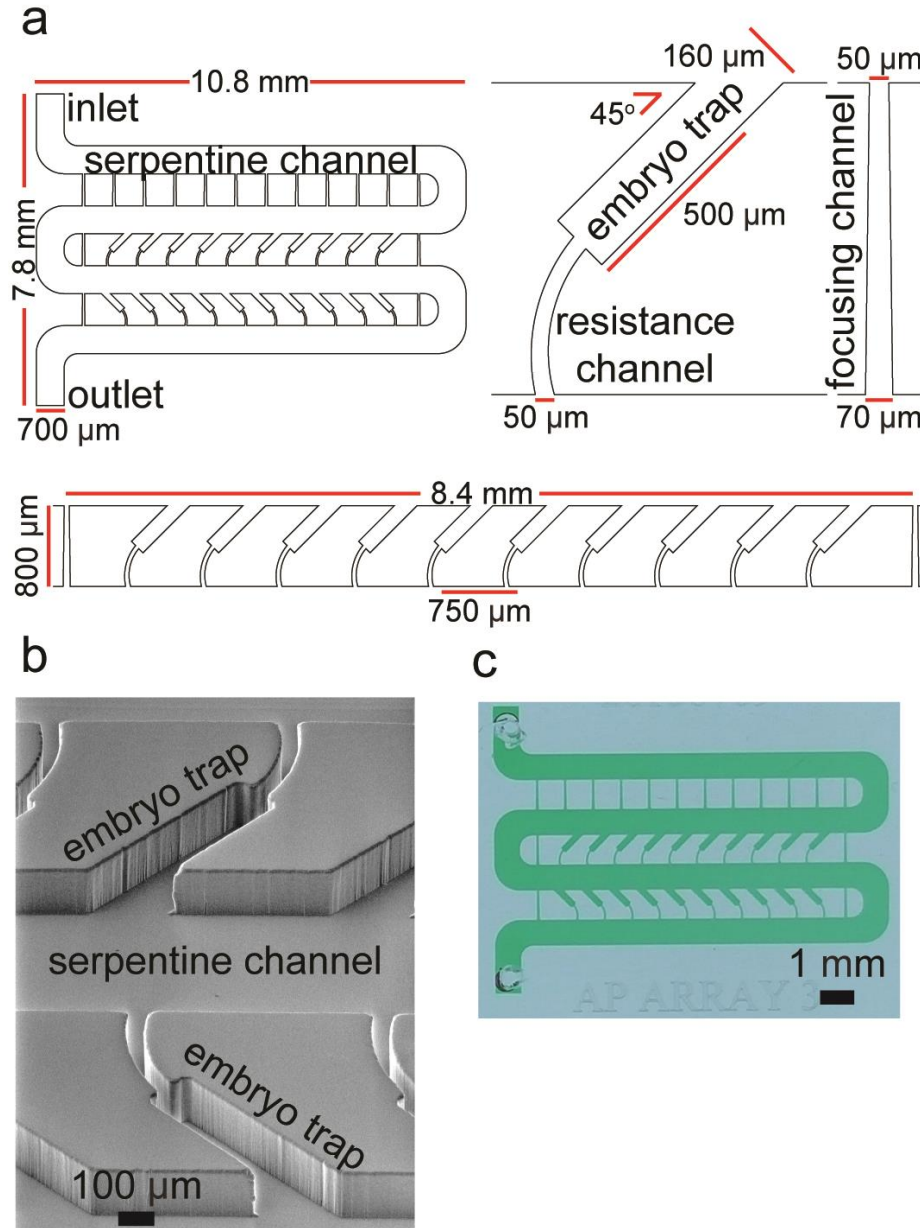 a
10.8 mm
inlet
serpentine channel
7.8 mm
outlet
700 µm
160 µm
45º
embryo trap
500 µm
resistance
channel
50 µm
50 µm
focusing channel
70 µm
8.4 mm
800 µm
750 µm
b
embryo trap
serpentine channel
embryo trap
100 µm
c
1 mm
AP ARRAY 3